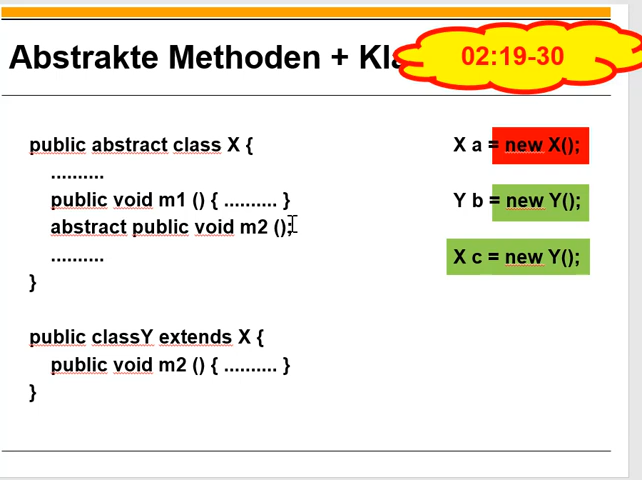 Abstrakte Methoden + Kla
02:19-30
public abstract class X {
..........
public void m1 () { .......... }
abstract public void m2 ();
..........
}
public classY extends X {
public void m2 () { .......... }
}
X a = new X();
Y b = new Y();
X c = new Y();